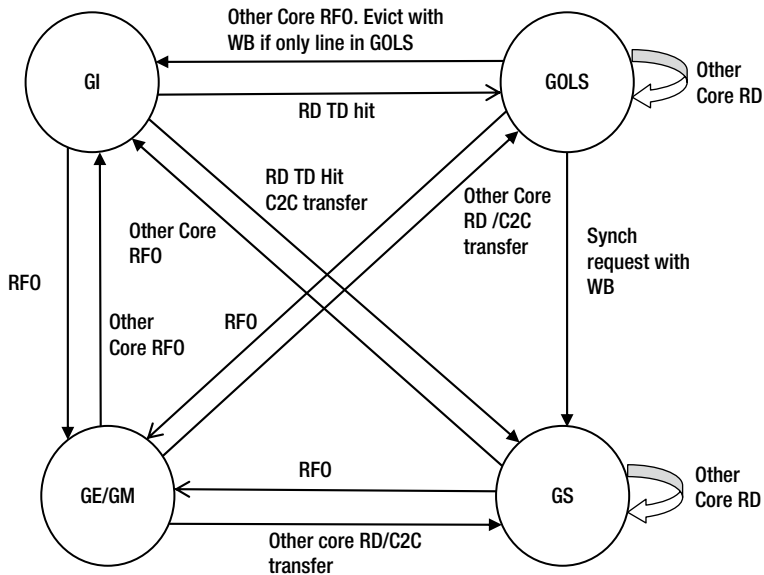 Other Core RFO. Evict with
WB if only line in GOLS
GI
GOLS
Other
Core RD
RD TD hit
RD TD Hit
C2C transfer
Other Core
RD /C2C
transfer
Other Core
RFO
Synch
request with
WB
RFO
Other
Core RFO
RFO
GE/GM
RFO
GS
Other
Core RD
Other core RD/C2C
transfer